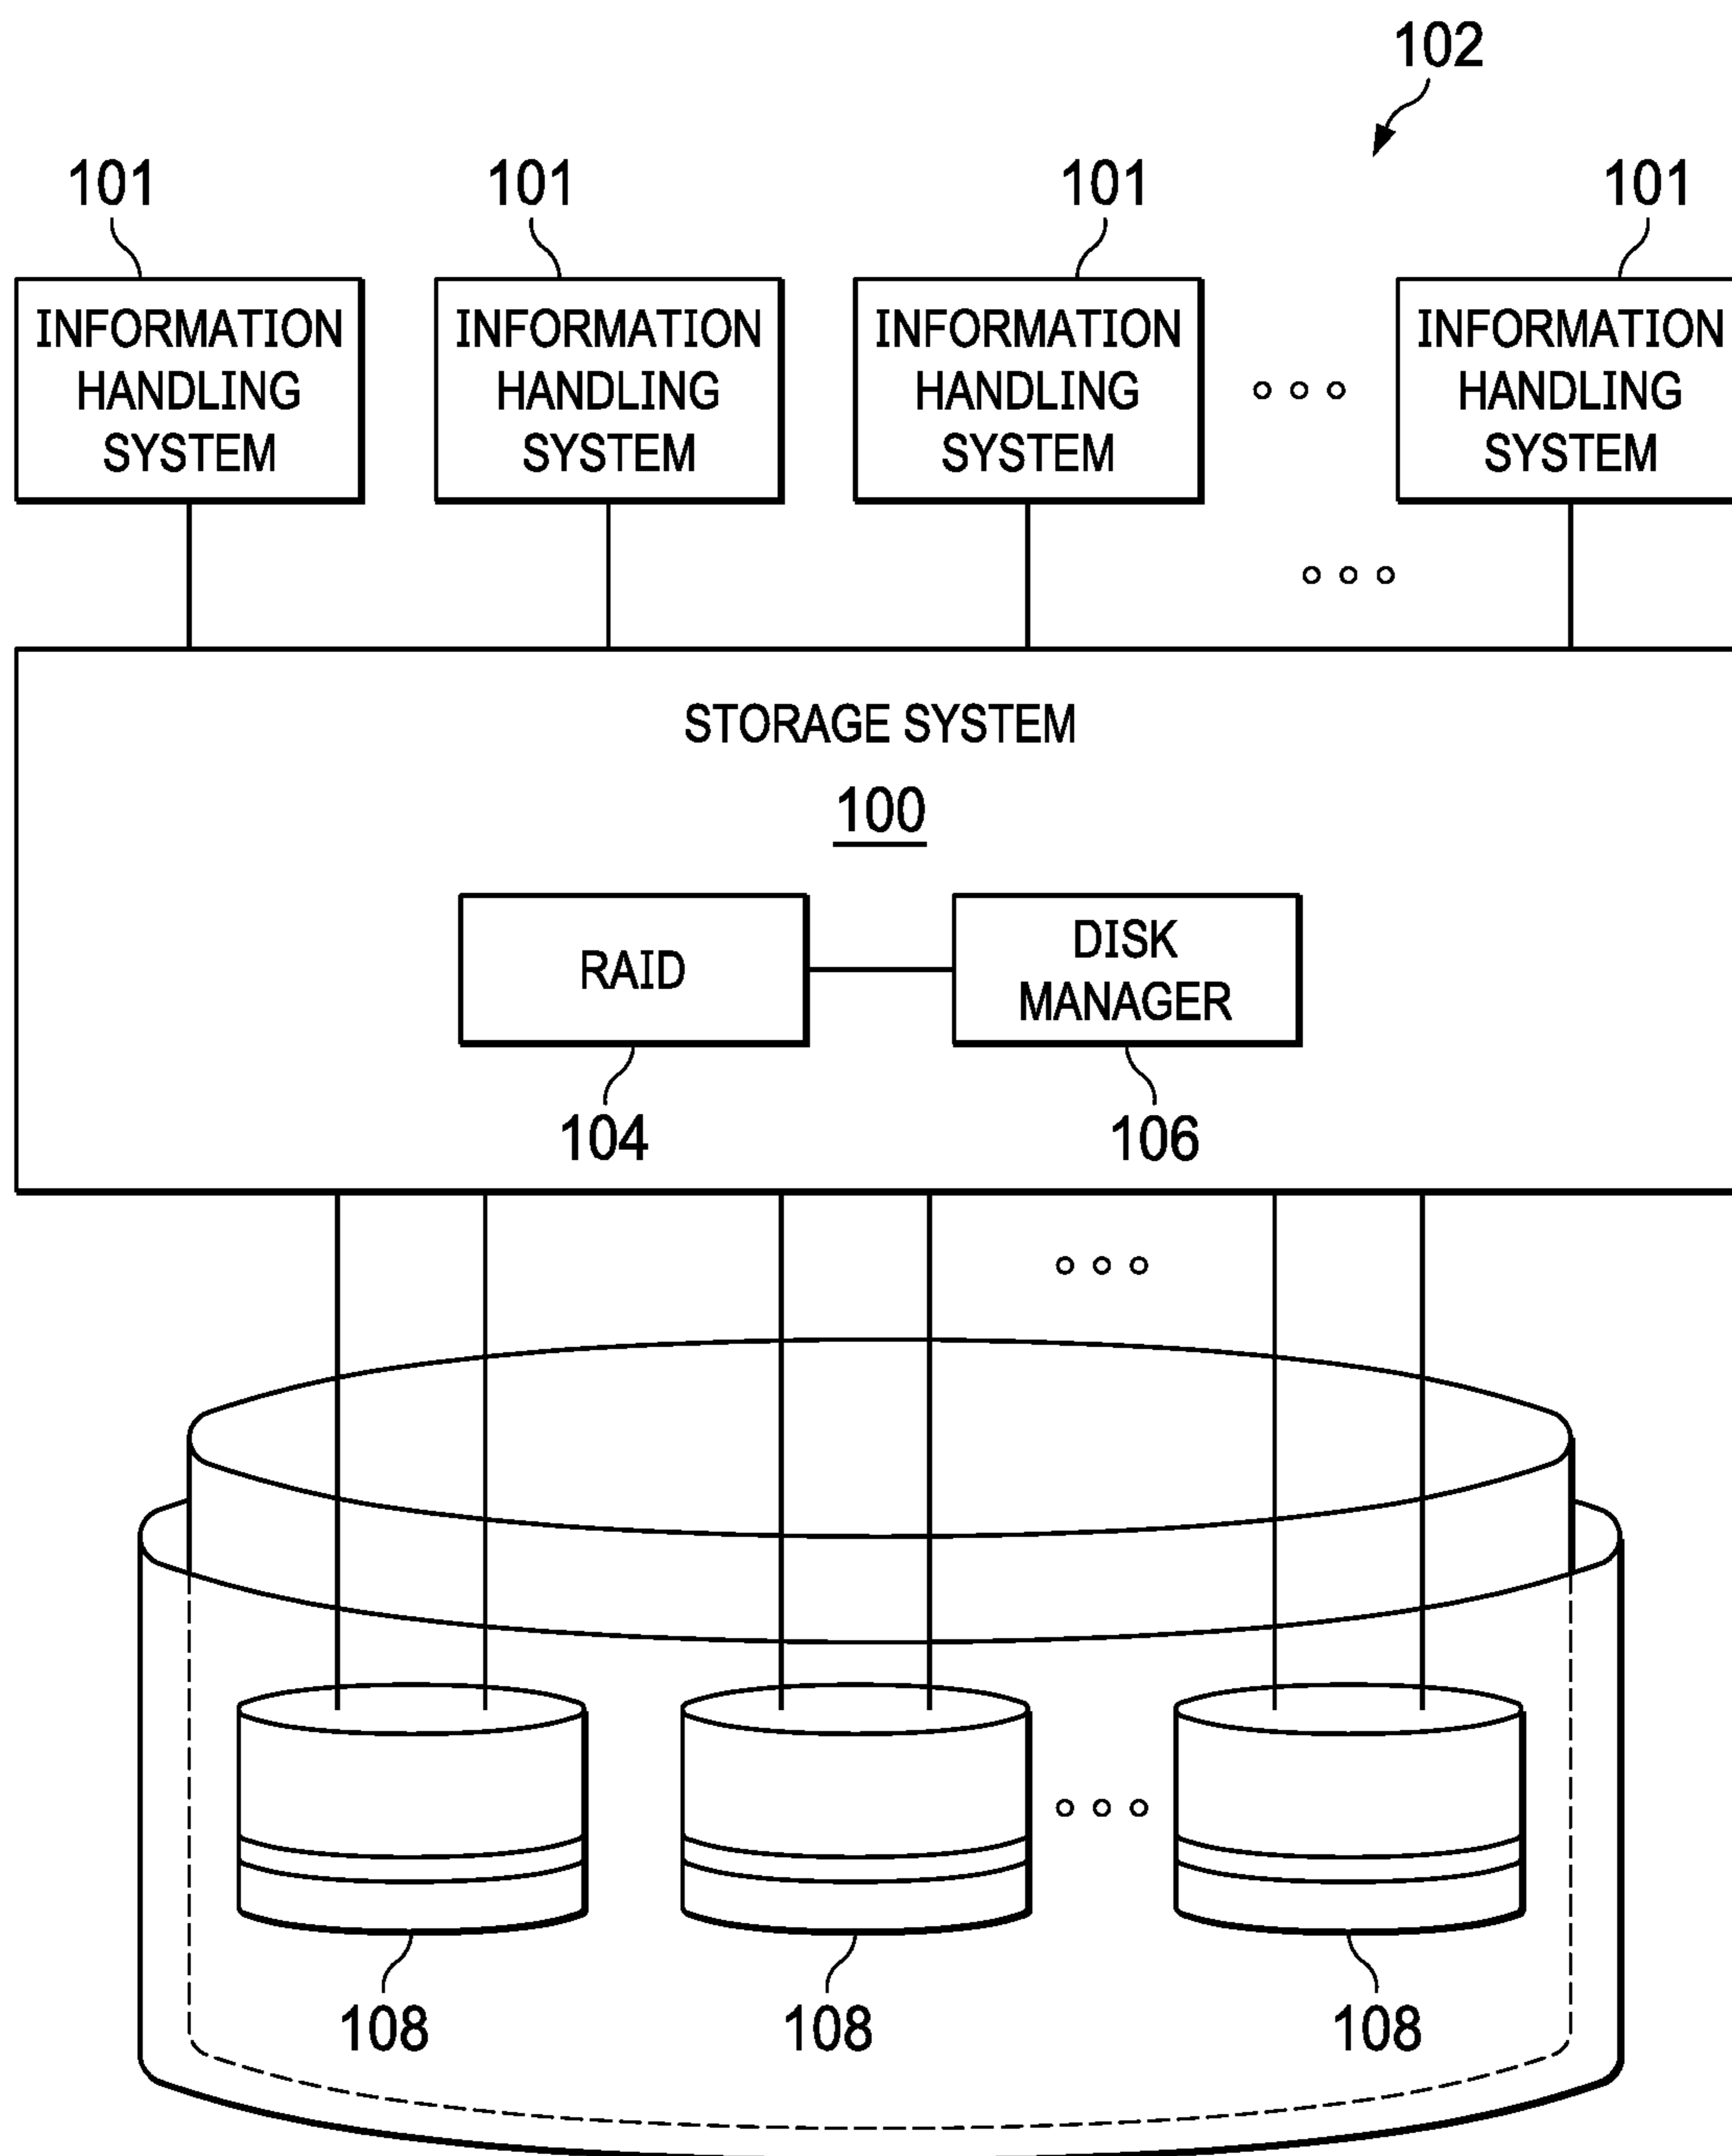 102
101
101
101
101
INFORMATION
HANDLING
SYSTEM
INFORMATION
HANDLING
SYSTEM
INFORMATION
HANDLING
SYSTEM
INFORMATION
HANDLING
SYSTEM
STORAGE SYSTEM
100
RAID
DISK
MANAGER
104
106
108
108
108